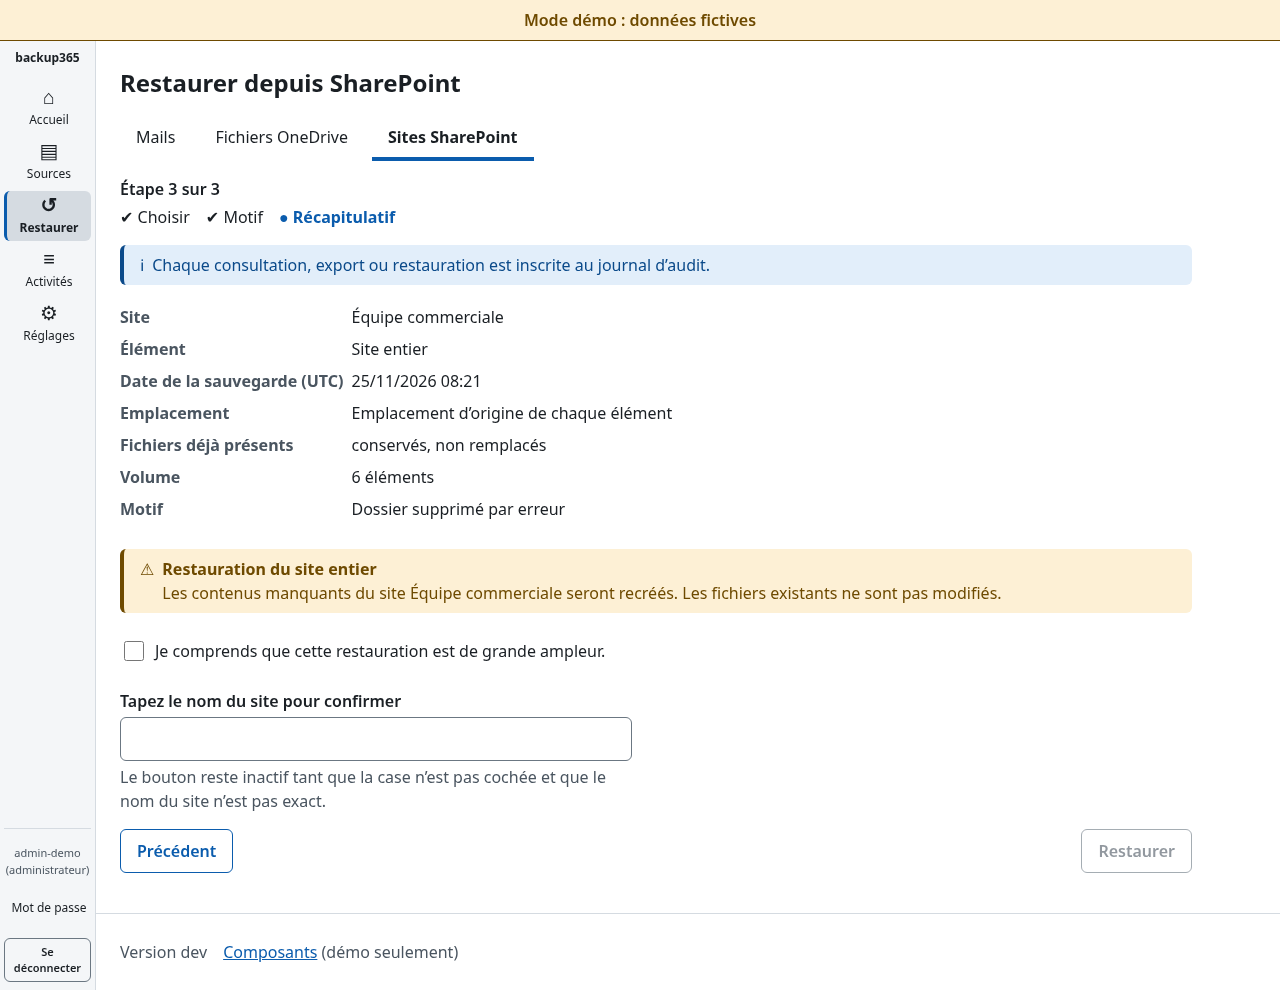 Mode démo : données fictives
backup365
Accueil
Sources
Restaurer
Activités
Réglages
admin-demo
(administrateur)
Mot de passe
Se
déconnecter
Restaurer depuis SharePoint
Mails
Fichiers OneDrive
Sites SharePoint
Étape 3 sur 3
✔ Choisir ✔ Motif ● Récapitulatif
i Chaque consultation, export ou restauration est inscrite au journal d’audit.
Site Équipe commerciale
Élément Site entier
Date de la sauvegarde (UTC) 25/11/2026 08:21
Emplacement Emplacement d’origine de chaque élément
Fichiers déjà présents conservés, non remplacés
Volume 6 éléments
Motif Dossier supprimé par erreur
⚠ Restauration du site entier
Les contenus manquants du site Équipe commerciale seront recréés. Les fichiers existants ne sont pas modifiés.
Je comprends que cette restauration est de grande ampleur.
Tapez le nom du site pour confirmer
Le bouton reste inactif tant que la case n’est pas cochée et que le
nom du site n’est pas exact.
Précédent
Restaurer
Version dev Composants (démo seulement)